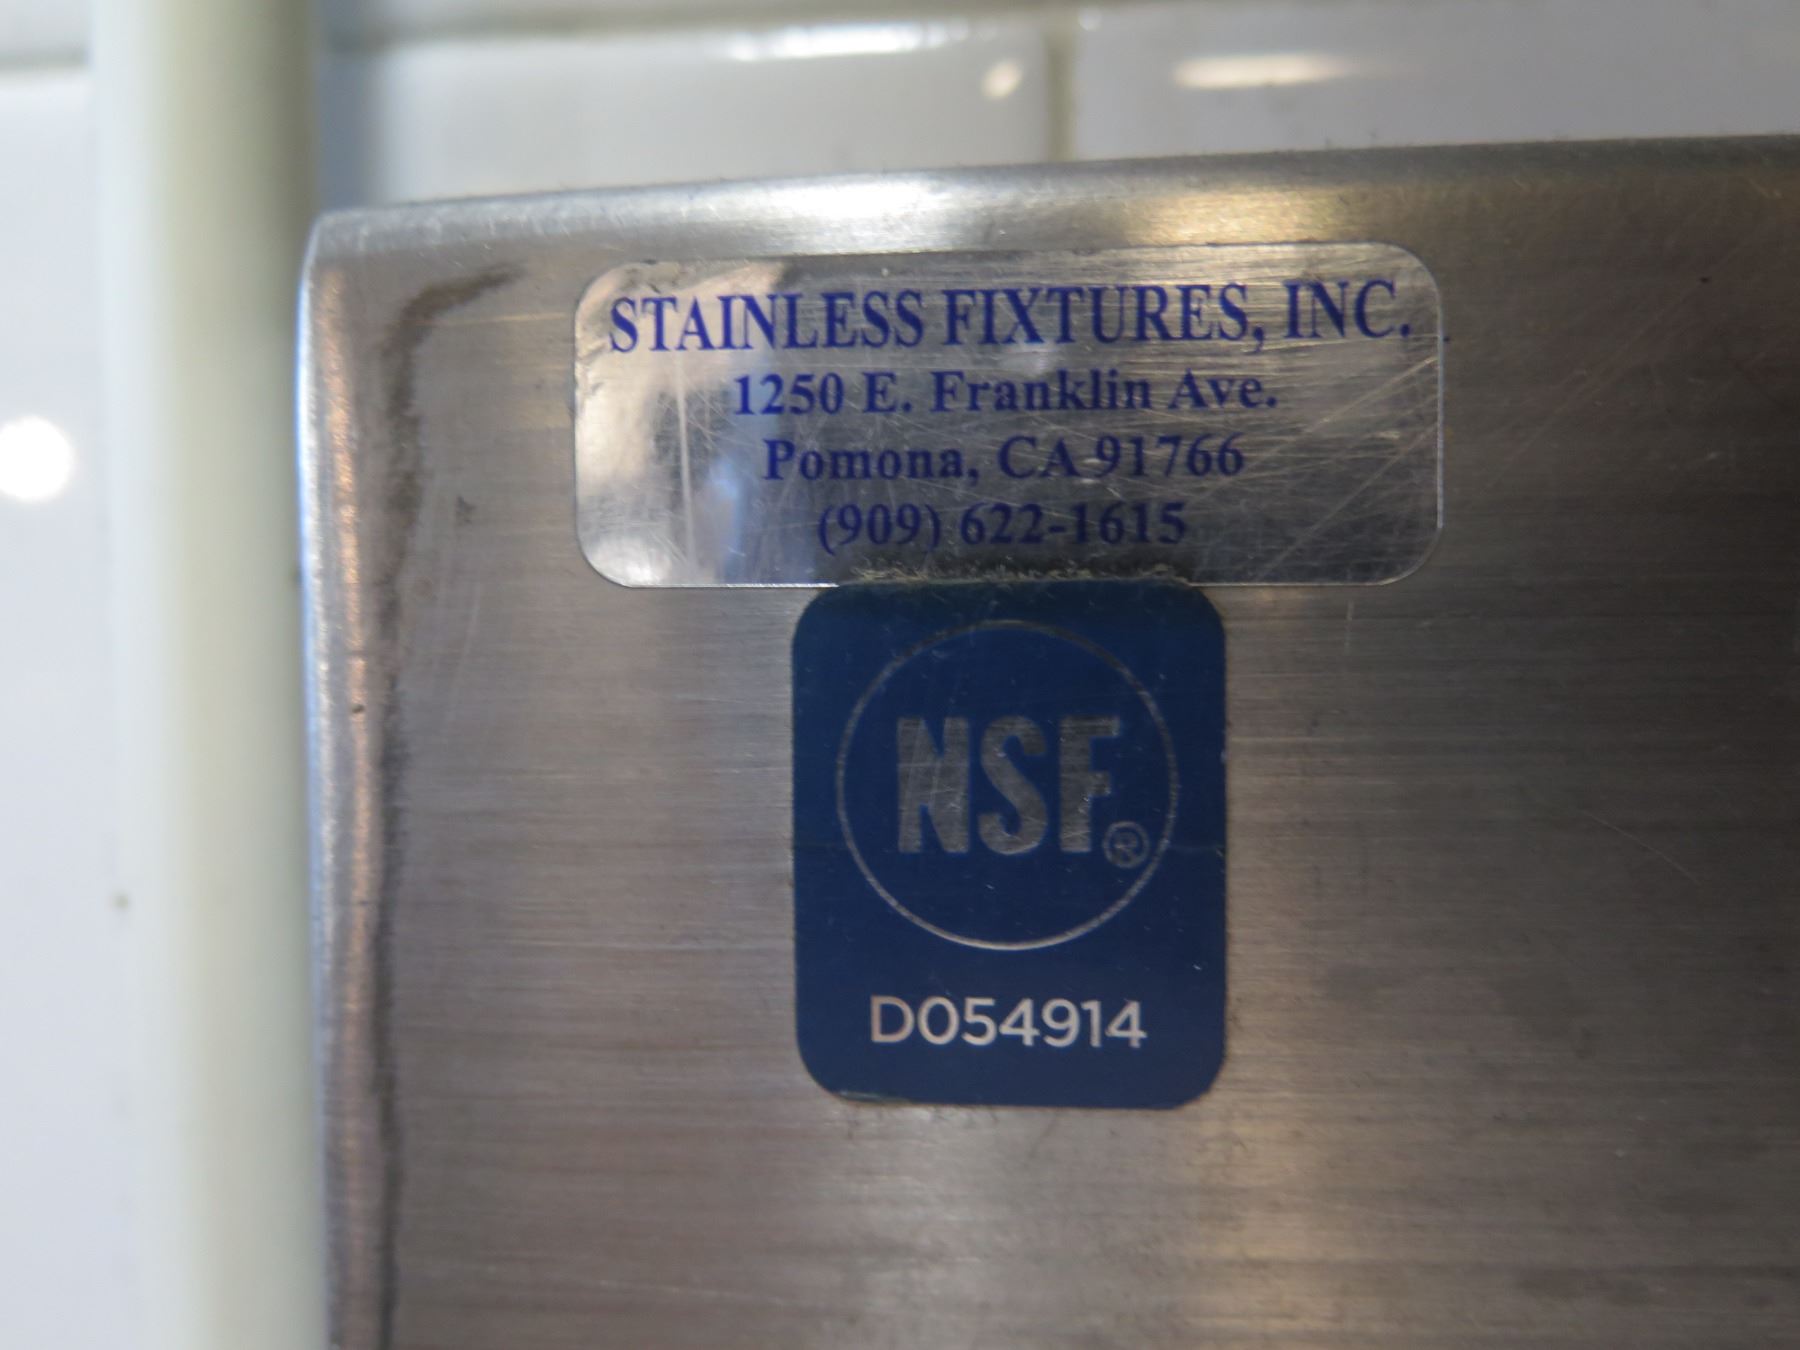 STAINLESS FIXTURES, INC.
1250 E. Franklin Ave.
Pomona, CA 91766
(909) 622-1615
NSF®
D054914